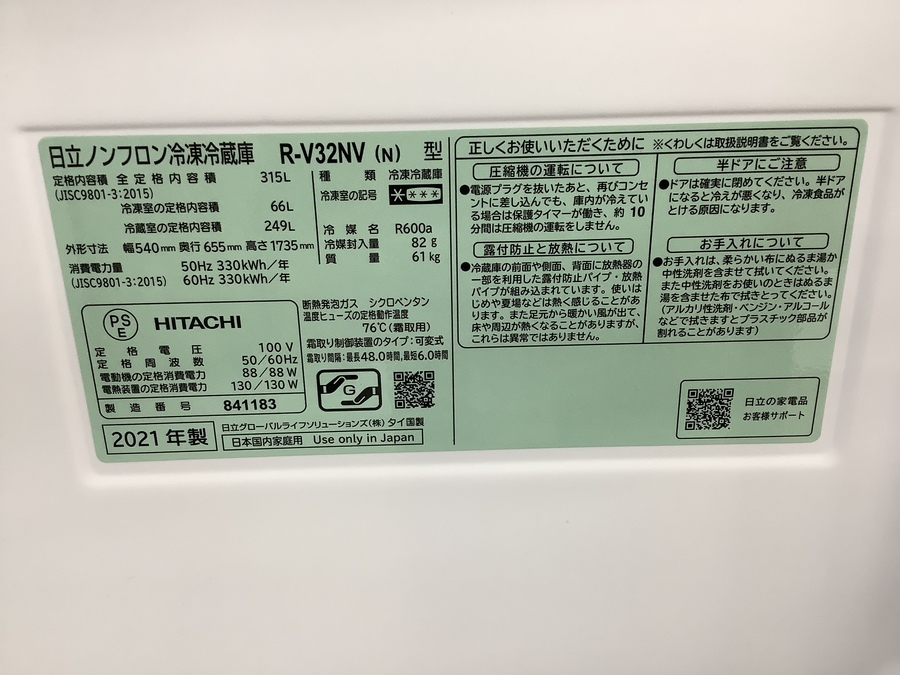 日立ノンフロン冷凍冷蔵庫 R-V32NV (N) 型
定格内容積 全定格内容積 315L
(JISC9801-3:2015)
冷凍室の定格内容積 66L
冷蔵室の定格内容積 249L
外形寸法 幅540mm奥行655mm高さ1735mm
消費電力量 50Hz 330kWh／年
(JISC9801-3:2015) 60Hz 330kWh／年
種類 冷凍冷蔵庫
冷凍室の記号 ****
冷媒名 R600a
冷媒封入量 82g
質量 61kg
PS
E
HITACHI
定格電圧 100V
定格周波数 50／60Hz
電動機の定格消費電力 88／88W
電熱装置の定格消費電力 130／130W
製造番号 841183
断熱発泡ガス シクロペンタン
温度ヒューズの定格動作温度
76℃(霜取用)
霜取り制御装置のタイプ:可変式
霜取り間隔:最長48.0時間,最短6.0時間
G
2021年製
日立グローバルライフソリューションズ(株) タイ国製
日本国内家庭用 Use only in Japan
正しくお使いいただくために ※くわしくは取扱説明書をご覧ください。
圧縮機の運転について
●電源プラグを抜いたあと、再びコンセ
ントに差し込んでも、庫内が冷えてい
る場合は保護タイマーが働き、約10
分間は圧縮機の運転をしません。
露付防止と放熱について
●冷蔵庫の前面や側面、背面に放熱器の
一部を利用した露付防止パイプ・放熱
パイプが組み込まれています。使いは
じめや夏場などは熱く感じることがあ
ります。また足元から暖かい風が出て、
床や周辺が熱くなることがありますが、
これらは異常ではありません。
半ドアにご注意
●ドアは確実に閉めてください。半ドア
になると冷えが悪くなり、冷凍食品が
とける原因になります。
お手入れについて
●お手入れは、柔らかい布にぬるま湯か
中性洗剤を含ませて拭いてください。
また中性洗剤をお使いのときはぬるま
湯を含ませた布で拭きとってください。
(アルカリ性洗剤・ベンジン・アルコール
などで拭きますとプラスチック部品が
割れることがあります)
日立の家電品
お客様サポート